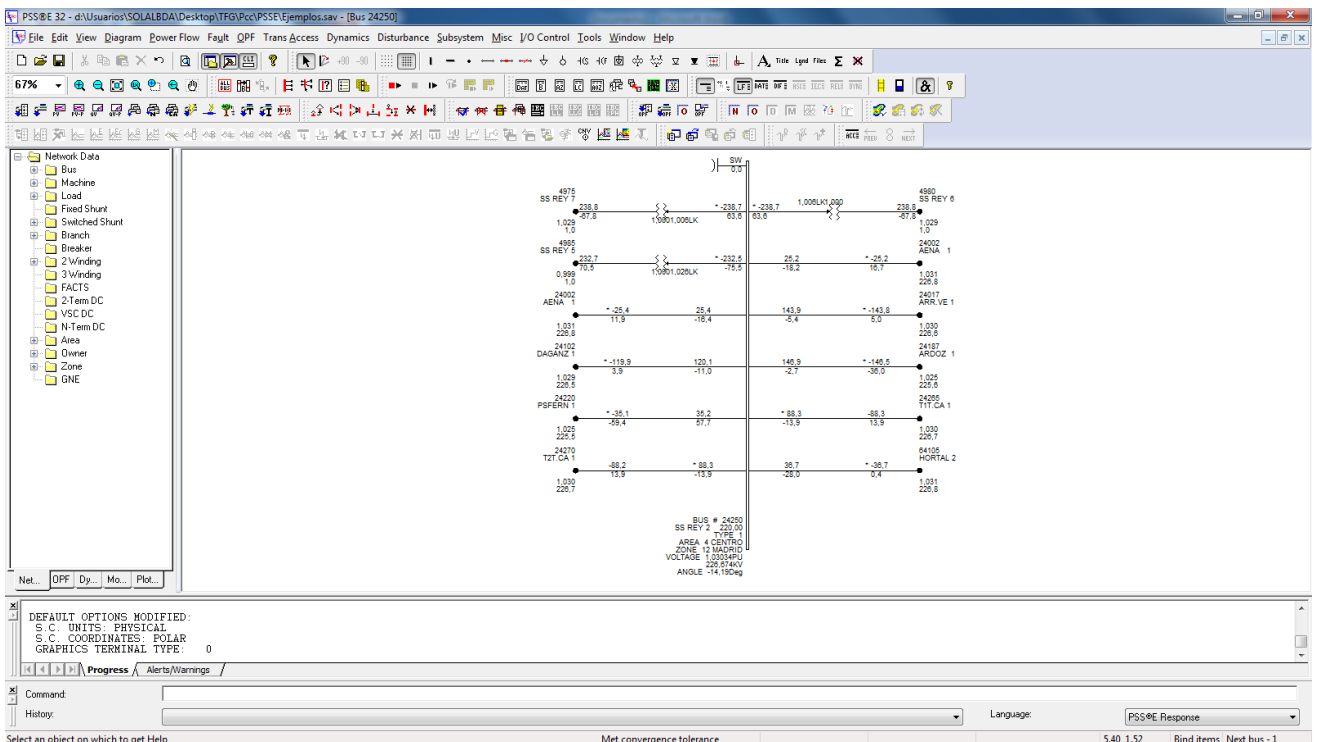 PSS®E 32 - d:\Usuarios\SOLALBDA\Desktop\TFG\Pcc\PSSE\Ejemplos.sav - [Bus 24250]
File Edit View Diagram Power Flow Fault OPF Trans Access Dynamics Disturbance Subsystem Misc I/O Control Tools Window Help
A, Title
67%
Network Data
Bus
Machine
Load
Fixed Shunt
Switched Shunt
Branch
Breaker
2 Winding
3 Winding
FACTS
2-Term DC
VSC DC
N-Term DC
Area
Owner
Zone
GNE
SW
0,0
4975 4980
SS REY 7 SS REY 6
238,8 * -238,7 * -238,7 1,006LK1,000 238,8
-67,8 63,6 63,6 -67,8
1,029 1,029
1,0 1,0
4985 24002
SS REY 5 AENA 1
232,7 * -232,5 25,2 * -25,2
70,5 -75,5 -18,2 16,7
0,999 1,031
1,0 226,8
24002 24017
AENA 1 ARR.VE 1
* -25,4 25,4 143,9 * -143,8
11,9 -16,4 -5,4 5,0
1,031 1,030
226,8 226,6
24102 24187
DAGANZ 1 ARDOZ 1
* -119,9 120,1 146,9 * -146,5
3,9 -11,0 -2,7 -36,0
1,029 1,025
226,5 225,6
24220 24265
PSFERN 1 T1T.CA 1
* -35,1 35,2 * 88,3 -88,3
-59,4 57,7 -13,9 13,9
1,025 1,030
225,5 226,7
24270 64105
T2T.CA 1 HORTAL 2
-88,2 * 88,3 36,7 * -36,7
13,9 -13,9 -28,0 0,4
1,030 1,031
226,7 226,8
BUS # 24250
SS REY 2 220,00
TYPE 1
AREA 4 CENTRO
ZONE 12 MADRID
VOLTAGE 1,03034PU
226,674KV
ANGLE -14,19Deg
Net... OPF Dy... Mo... Plot...
DEFAULT OPTIONS MODIFIED:
S.C. UNITS: PHYSICAL
S.C. COORDINATES: POLAR
GRAPHICS TERMINAL TYPE: 0
Progress Alerts/Warnings
Command:
History: Language: PSS®E Response
Select an object on which to get Help Met convergence tolerance 5.40 1.52 Bind items Next bus - 1